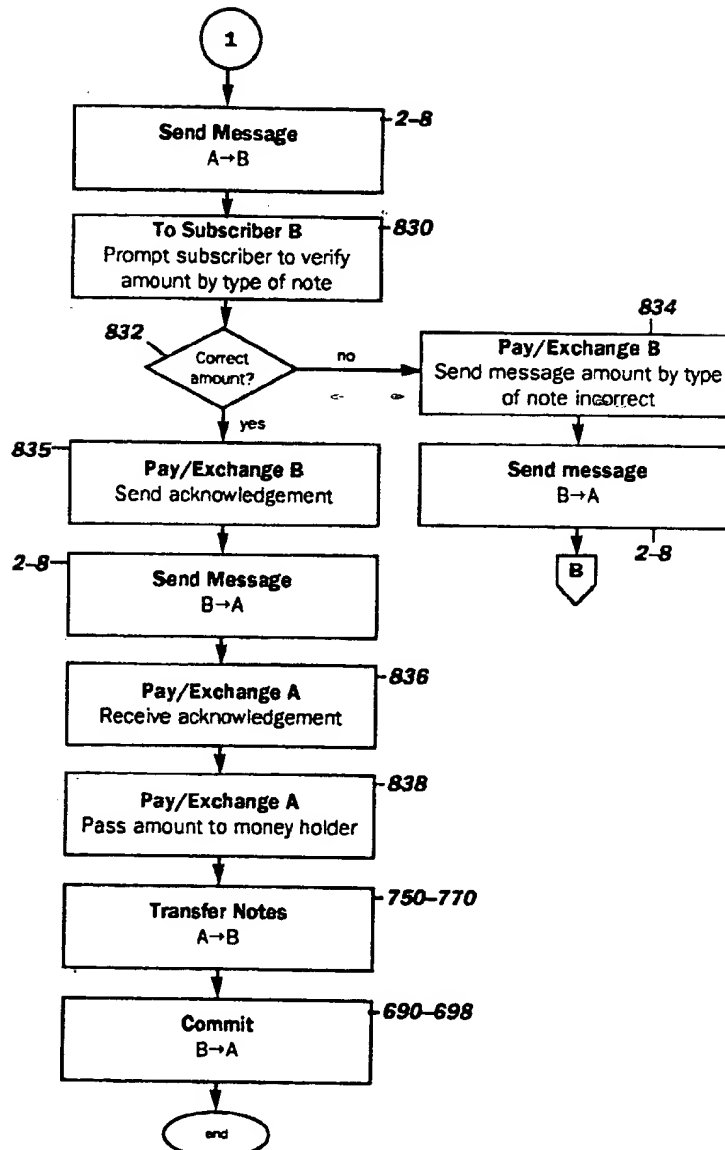 1
2-8
Send Message
A→B
830
To Subscriber B
Prompt subscriber to verify
amount by type of note
832
Correct
amount?
no
yes
834
Pay/Exchange B
Send message amount by type
of note incorrect
Send message
B→A
2-8
B
835
Pay/Exchange B
Send acknowledgement
2-8
Send Message
B→A
836
Pay/Exchange A
Receive acknowledgement
838
Pay/Exchange A
Pass amount to money holder
750-770
Transfer Notes
A→B
690-698
Commit
B→A
end